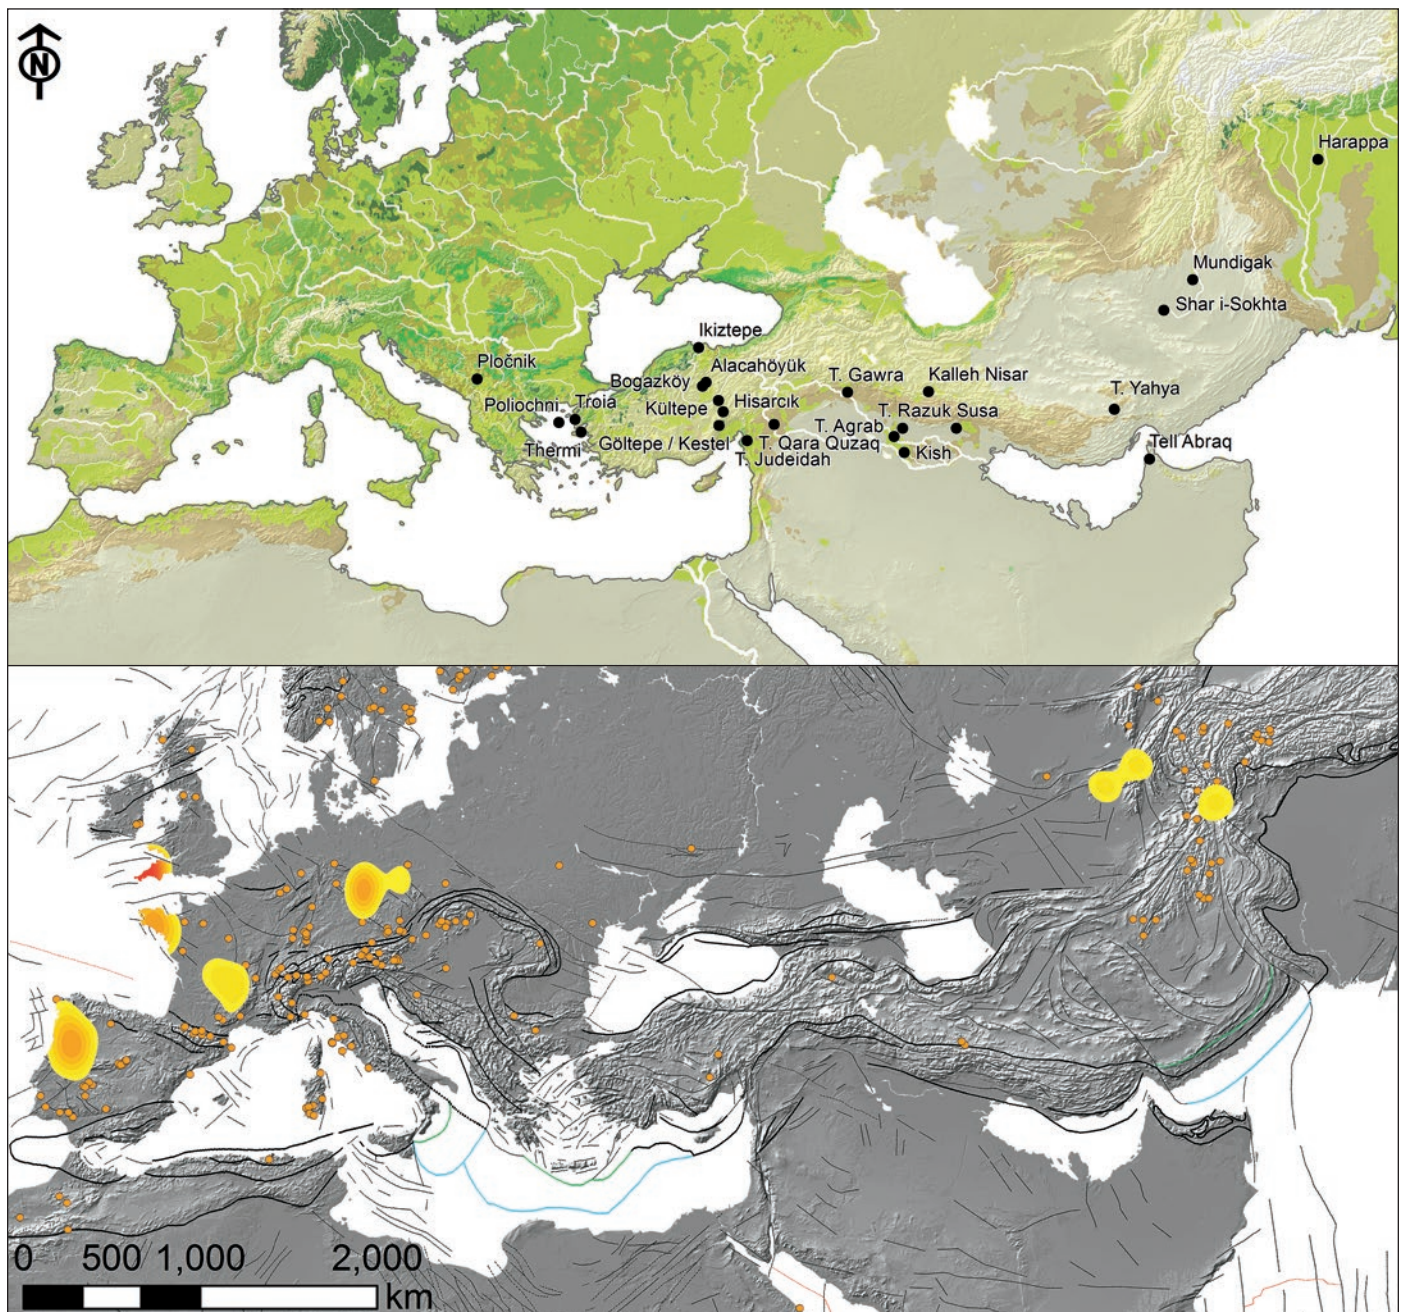 N
Harappa
Mundigak
Shar i-Sokhta
Ikiztepe
Pločnik
Alacahöyük
Bogazköy
T. Gawra
Kalleh Nisar
T. Yahya
Poliochni
Troia
Kültepe
Hisarcık
T. Razuk
Susa
T. Agrab
Thermi
Göltepe / Kestel
T. Qara Quzaq
Kish
Tell Abraq
T. Judeidah
0 500 1,000 2,000
km